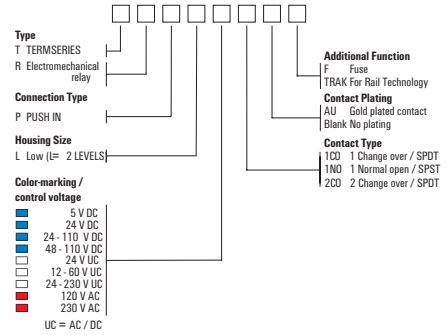 Type
T TERMSERIES
R Electromechanical
relay
Connection Type
P PUSH IN
Housing Size
L Low (L= 2 LEVELS)
Color-marking /
control voltage
5 V DC
24 V DC
24 - 110 V DC
48 - 110 V DC
24 V UC
12 - 60 V UC
24 - 230 V UC
120 V AC
230 V AC
UC = AC / DC
Additional Function
F Fuse
TRAK For Rail Technology
Contact Plating
AU Gold plated contact
Blank No plating
Contact Type
1CO 1 Change over / SPDT
1NO 1 Normal open / SPST
2CO 2 Change over / SPDT